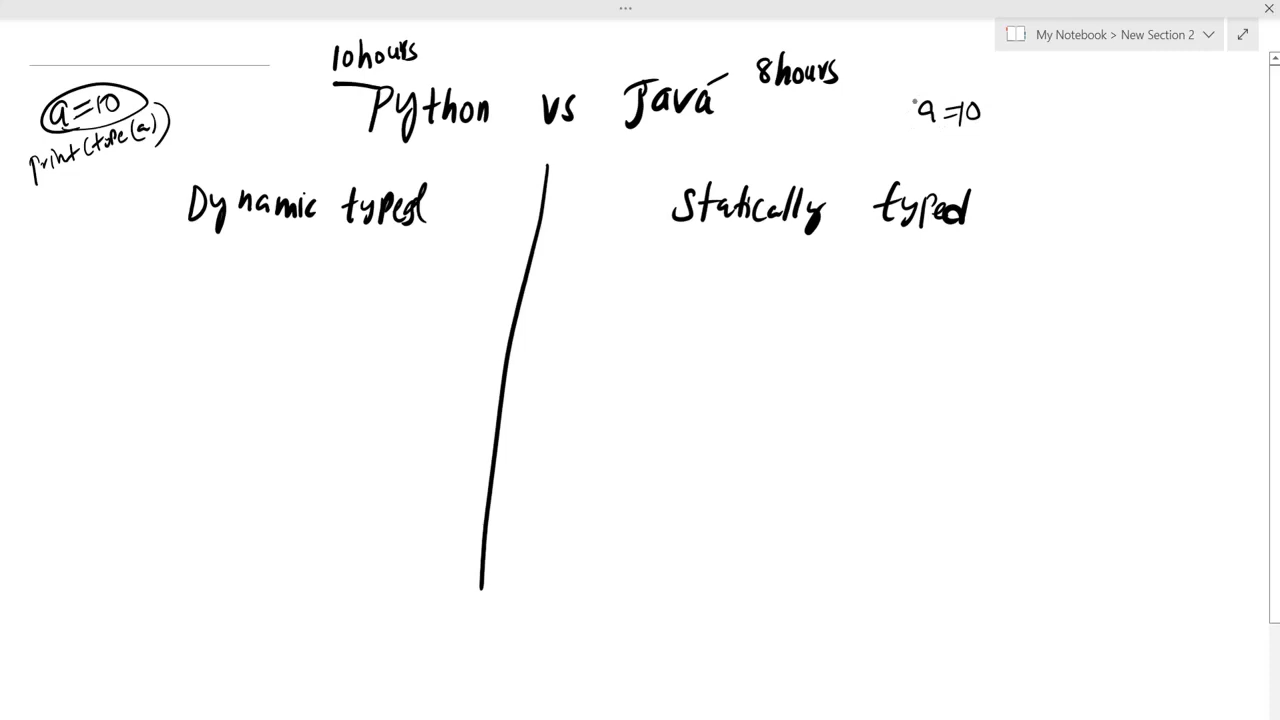 My Notebook > New Section 2
10hours
Python vs Java
8hours
a=10
print(type(a))
a=10
Dynamic typed
Statically typed